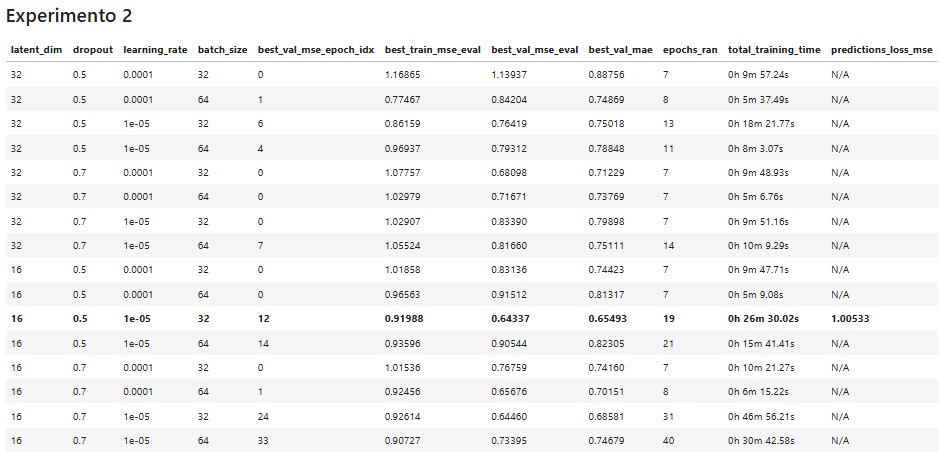 Experimento 2
latent_dim dropout learning_rate batch_size best_val_mse_epoch_idx best_train_mse_eval best_val_mse_eval best_val_mae epochs_ran total_training_time predictions_loss_mse
32 0.5 0.0001 32 0 1.16865 1.13937 0.88756 7 0h 9m 57.24s N/A
32 0.5 0.0001 64 1 0.77467 0.84204 0.74869 8 0h 5m 37.49s N/A
32 0.5 1e-05 32 6 0.86159 0.76419 0.75018 13 0h 18m 21.77s N/A
32 0.5 1e-05 64 4 0.96937 0.79312 0.78848 11 0h 8m 3.07s N/A
32 0.7 0.0001 32 0 1.07757 0.68098 0.71229 7 0h 9m 48.93s N/A
32 0.7 0.0001 64 0 1.02979 0.71671 0.73769 7 0h 5m 6.76s N/A
32 0.7 1e-05 32 0 1.02907 0.83390 0.79898 7 0h 9m 51.16s N/A
32 0.7 1e-05 64 7 1.05524 0.81660 0.75111 14 0h 10m 9.29s N/A
16 0.5 0.0001 32 0 1.01858 0.83136 0.74423 7 0h 9m 47.71s N/A
16 0.5 0.0001 64 0 0.96563 0.91512 0.81317 7 0h 5m 9.08s N/A
16 0.5 1e-05 32 12 0.91988 0.64337 0.65493 19 0h 26m 30.02s 1.00533
16 0.5 1e-05 64 14 0.93596 0.90544 0.82305 21 0h 15m 41.41s N/A
16 0.7 0.0001 32 0 1.01536 0.76759 0.74160 7 0h 10m 21.27s N/A
16 0.7 0.0001 64 1 0.92456 0.65676 0.70151 8 0h 6m 15.22s N/A
16 0.7 1e-05 32 24 0.92614 0.64460 0.68581 31 0h 46m 56.21s N/A
16 0.7 1e-05 64 33 0.90727 0.73395 0.74679 40 0h 30m 42.58s N/A